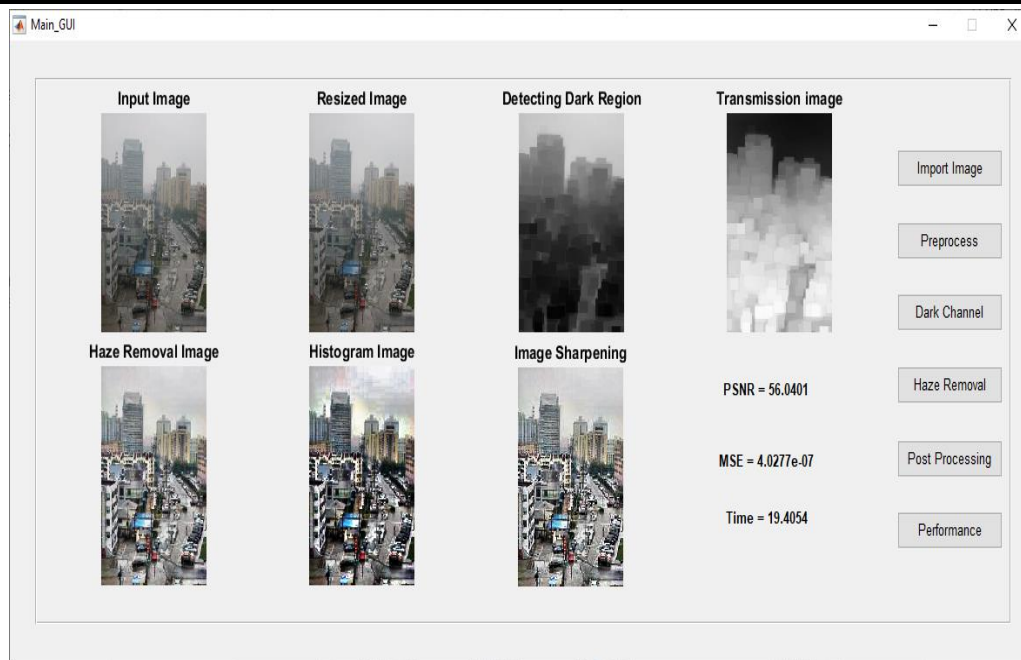 Main_GUI
Input Image
Resized Image
Detecting Dark Region
Transmission image
Import Image
Preprocess
Dark Channel
Haze Removal Image
Histogram Image
Image Sharpening
PSNR = 56.0401
Haze Removal
MSE = 4.0277e-07
Post Processing
Time = 19.4054
Performance